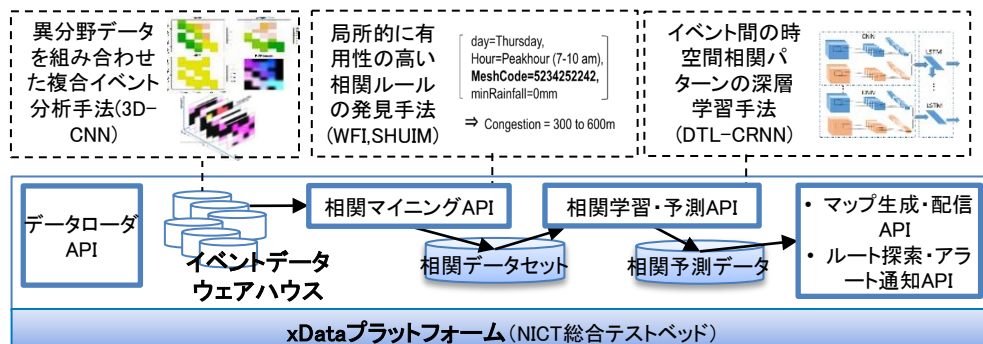 異分野データ
を組み合わせ
た複合イベント
分析手法(3D-
CNN)
局所的に有
用性の高い
相関ルール
の発見手法
(WFI,SHUIM)
day=Thursday,
Hour=Peakhour (7-10 am),
MeshCode=5234252242,
minRainfall=0mm
⇒ Congestion = 300 to 600m
イベント間の時
空間相関パ
ターンの深層
学習手法
(DTL-CRNN)
CNN
LSTM
CNN
LSTM
データローダ
API
イベントデータ
ウェアハウス
相関マイニングAPI
相関データセット
相関学習・予測API
相関予測データ
• マップ生成・配信
API
• ルート探索・アラ
ート通知API
xDataプラットフォーム(NICT総合テストベッド)